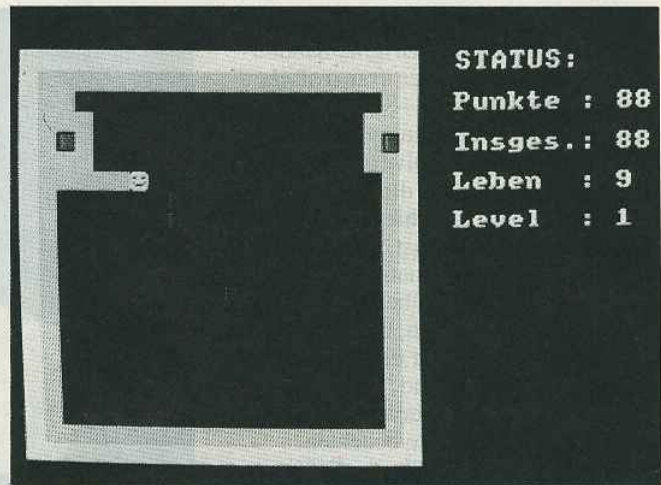 STATUS:
Punkte : 88
Insges.: 88
Leben : 9
Level : 1